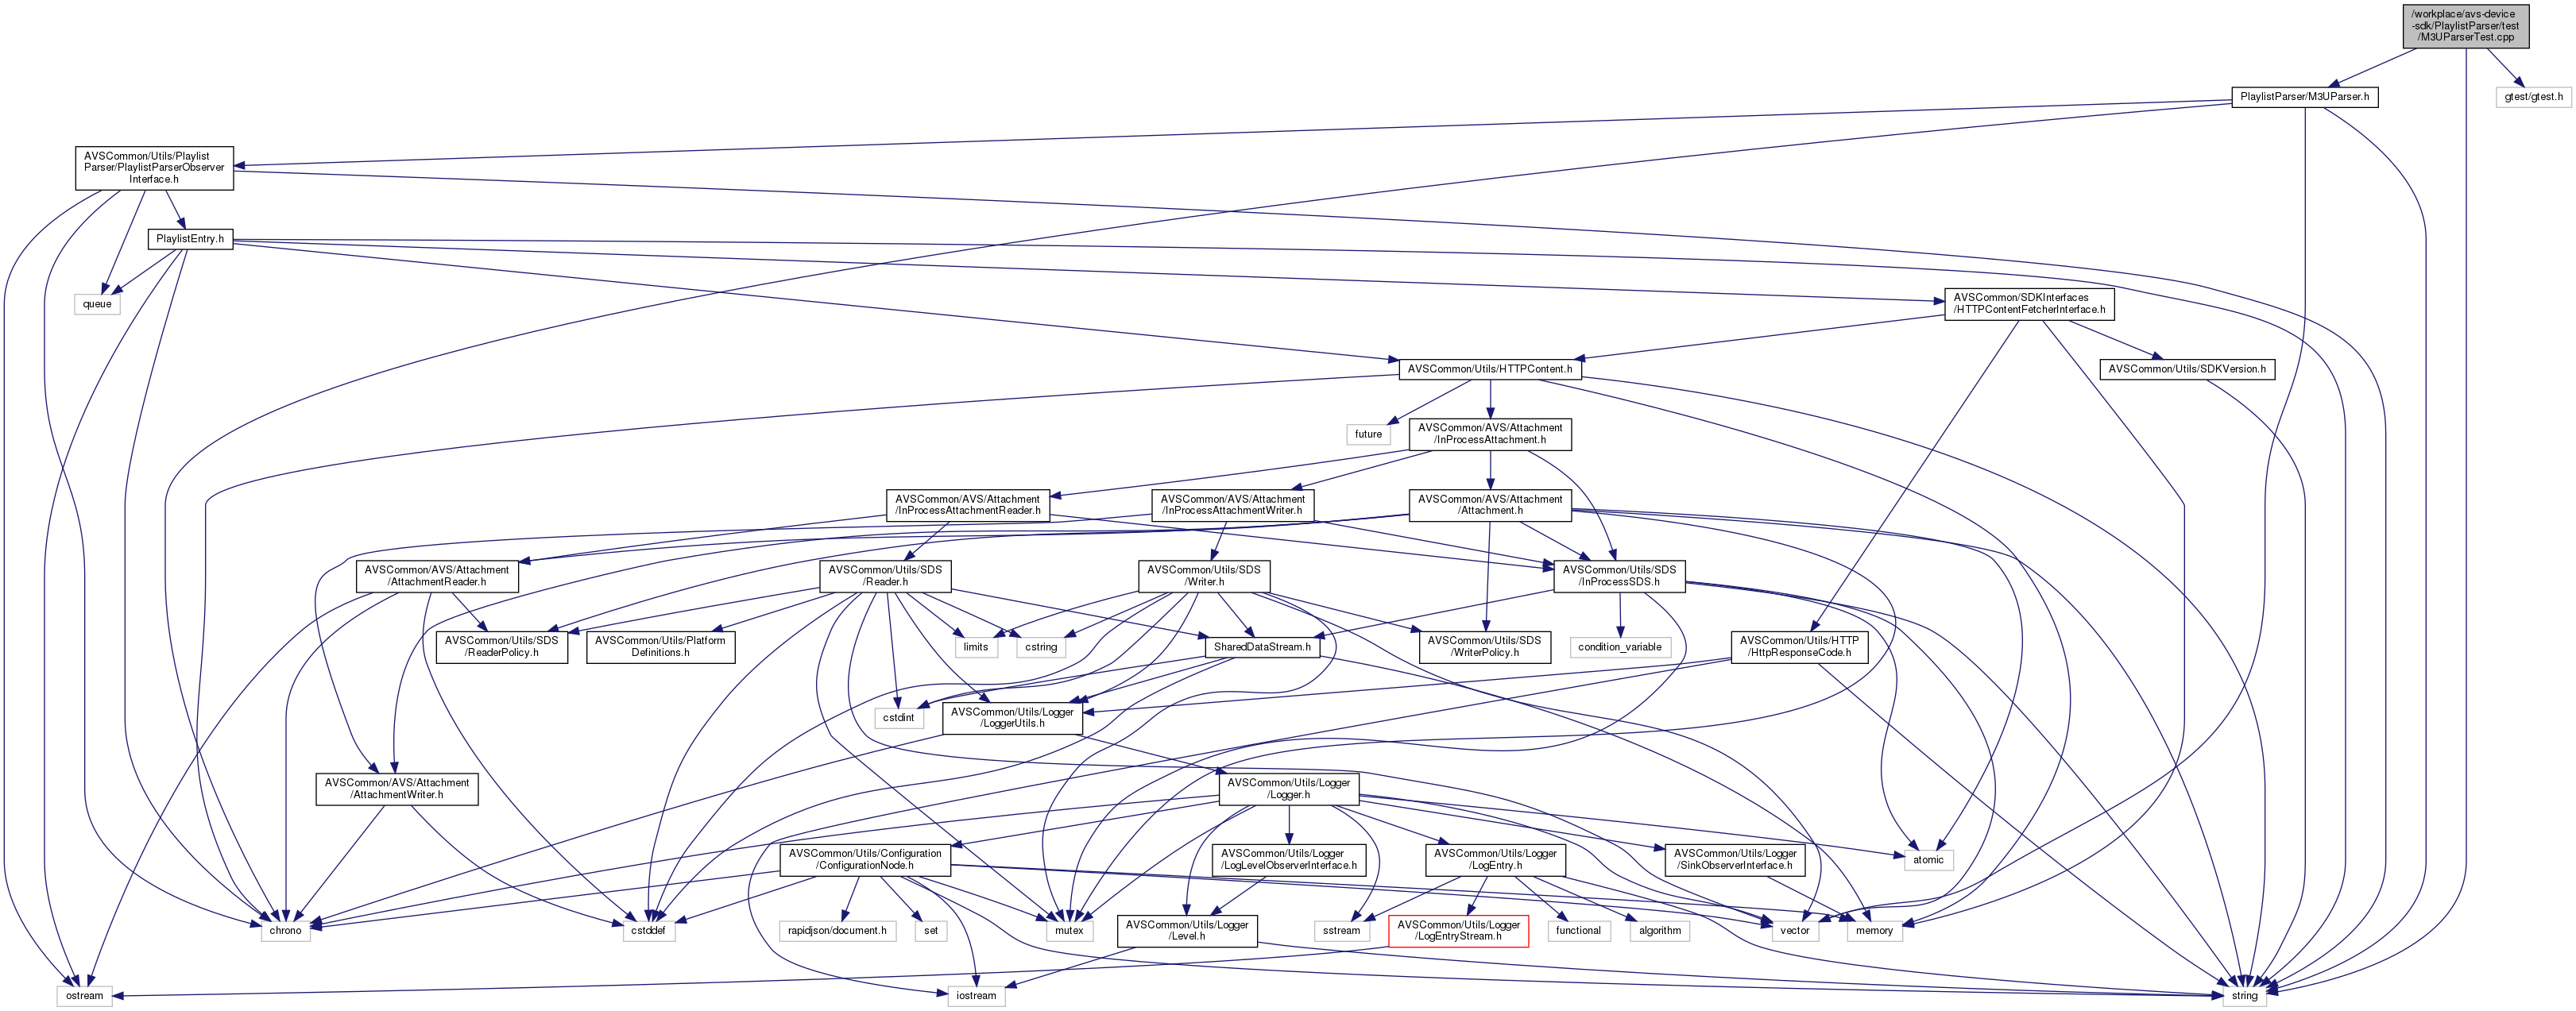 /workplace/avs-device
-sdk/PlaylistParser/test
/M3UParserTest.cpp
PlaylistParser/M3UParser.h
gtest/gtest.h
AVSCommon/Utils/Playlist
Parser/PlaylistParserObserver
Interface.h
PlaylistEntry.h
queue
AVSCommon/SDKInterfaces
/HTTPContentFetcherInterface.h
AVSCommon/Utils/HTTPContent.h
AVSCommon/Utils/SDKVersion.h
future
AVSCommon/AVS/Attachment
/InProcessAttachment.h
AVSCommon/AVS/Attachment
/InProcessAttachmentReader.h
AVSCommon/AVS/Attachment
/InProcessAttachmentWriter.h
AVSCommon/AVS/Attachment
/Attachment.h
AVSCommon/AVS/Attachment
/AttachmentReader.h
AVSCommon/Utils/SDS
/Reader.h
AVSCommon/Utils/SDS
/Writer.h
AVSCommon/Utils/SDS
/InProcessSDS.h
AVSCommon/Utils/SDS
/ReaderPolicy.h
AVSCommon/Utils/Platform
Definitions.h
limits
cstring
SharedDataStream.h
AVSCommon/Utils/SDS
/WriterPolicy.h
condition_variable
AVSCommon/Utils/HTTP
/HttpResponseCode.h
cstdint
AVSCommon/Utils/Logger
/LoggerUtils.h
AVSCommon/AVS/Attachment
/AttachmentWriter.h
AVSCommon/Utils/Logger
/Logger.h
AVSCommon/Utils/Configuration
/ConfigurationNode.h
AVSCommon/Utils/Logger
/LogLevelObserverInterface.h
AVSCommon/Utils/Logger
/LogEntry.h
AVSCommon/Utils/Logger
/SinkObserverInterface.h
atomic
chrono
cstddef
rapidjson/document.h
set
mutex
AVSCommon/Utils/Logger
/Level.h
sstream
AVSCommon/Utils/Logger
/LogEntryStream.h
functional
algorithm
vector
memory
ostream
iostream
string